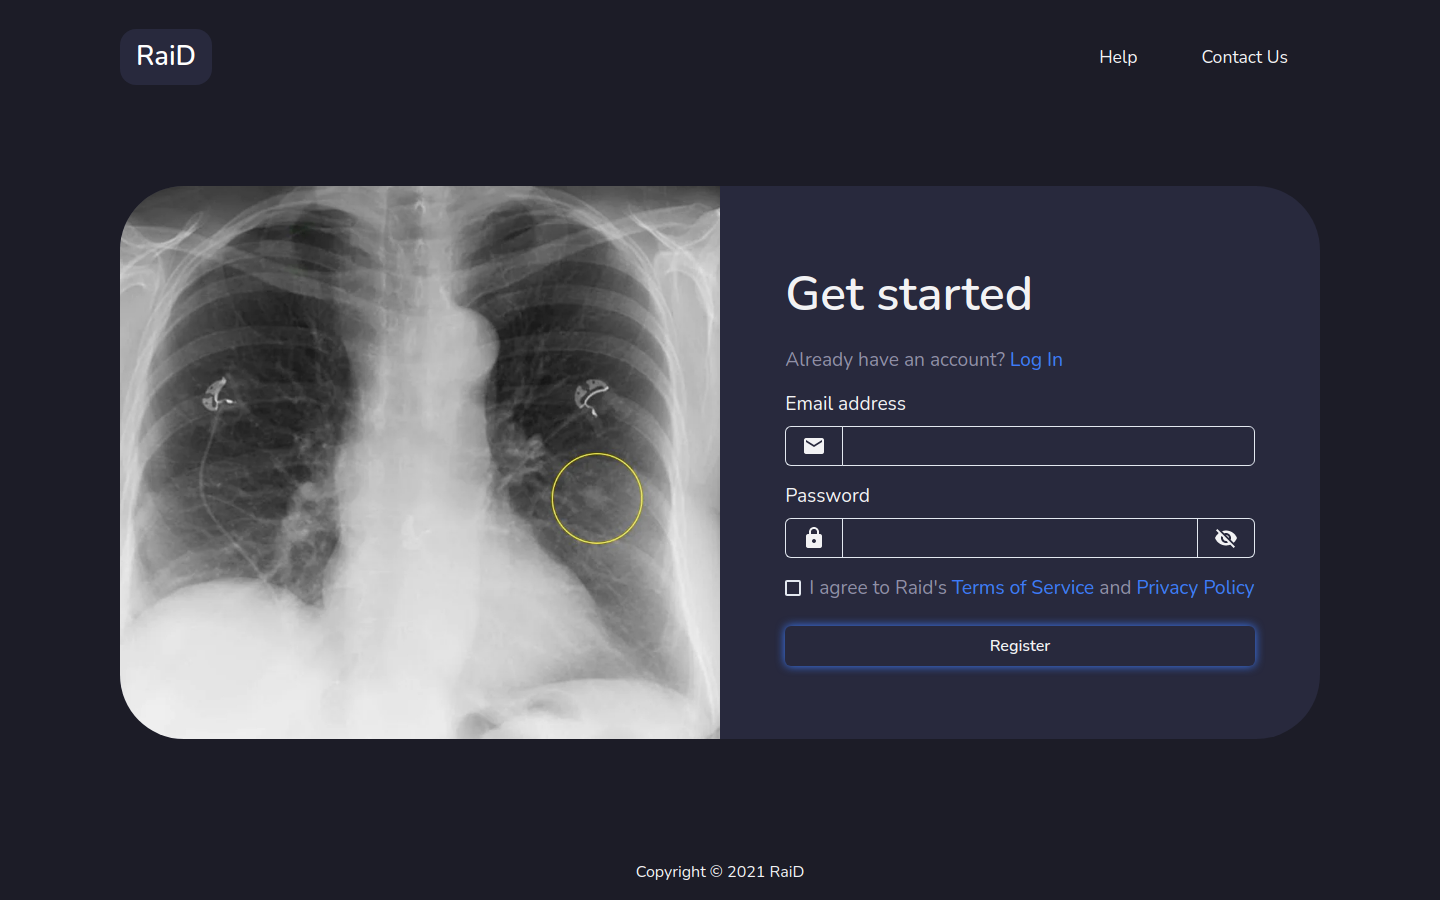 RaiD
Help
Contact Us
Get started
Already have an account? Log In
Email address
Password
I agree to Raid's Terms of Service and Privacy Policy
Register
Copyright © 2021 RaiD